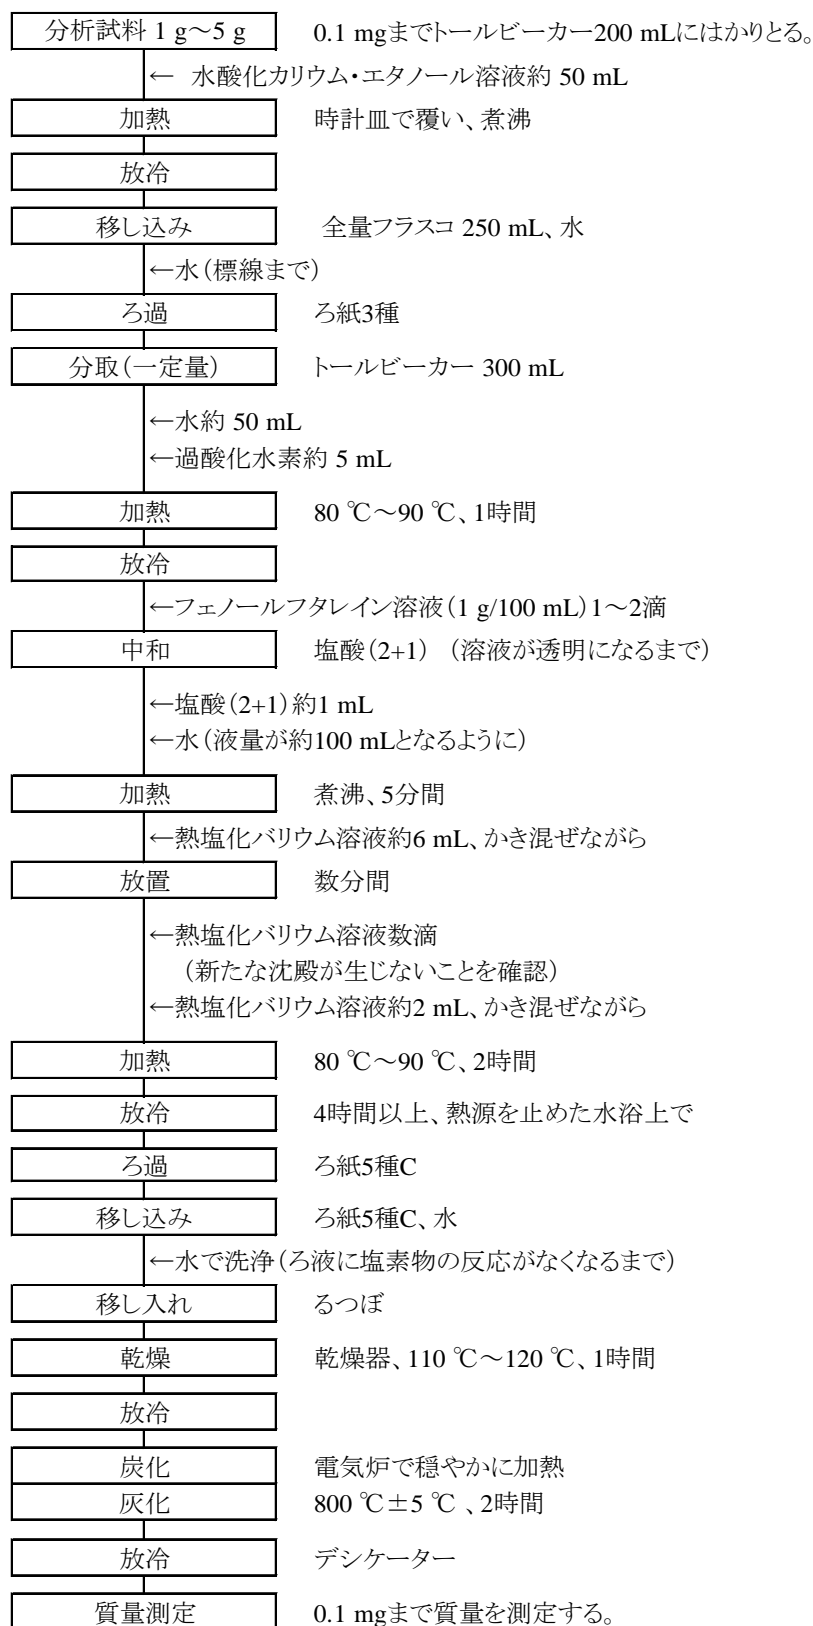 分析試料 1 g～5 g 0.1 mgまでトールビーカー200 mLにはかりとる。
← 水酸化カリウム・エタノール溶液約 50 mL
加熱 時計皿で覆い、煮沸
放冷
移し込み 全量フラスコ 250 mL、水
←水（標線まで）
ろ過 ろ紙3種
分取（一定量） トールビーカー 300 mL
←水約 50 mL
←過酸化水素約 5 mL
加熱 80 ℃～90 ℃、1時間
放冷
←フェノールフタレイン溶液（1 g/100 mL）1～2滴
中和 塩酸（2+1）（溶液が透明になるまで）
←塩酸（2+1）約1 mL
←水（液量が約100 mLとなるように）
加熱 煮沸、5分間
←熱塩化バリウム溶液約6 mL、かき混ぜながら
放置 数分間
←熱塩化バリウム溶液数滴
（新たな沈殿が生じないことを確認）
←熱塩化バリウム溶液約2 mL、かき混ぜながら
加熱 80 ℃～90 ℃、2時間
放冷 4時間以上、熱源を止めた水浴上で
ろ過 ろ紙5種C
移し込み ろ紙5種C、水
←水で洗浄（ろ液に塩素物の反応がなくなるまで）
移し入れ るつぼ
乾燥 乾燥器、110 ℃～120 ℃、1時間
放冷
炭化 電気炉で穏やかに加熱
灰化 800 ℃±5 ℃ 、2時間
放冷 デシケーター
質量測定 0.1 mgまで質量を測定する。